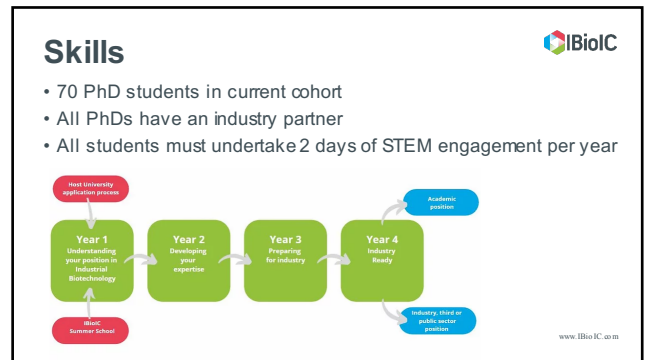 Skills
IBioIC
• 70 PhD students in current cohort
• All PhDs have an industry partner
• All students must undertake 2 days of STEM engagement per year
Host University
application process
Academic
position
Year 1
Understanding
your position in
Industrial
Biotechnology
Year 2
Developing
your
expertise
Year 3
Preparing
for industry
Year 4
Industry
Ready
IBioIC
Summer School
Industry, third or
public sector
position
www.IBioIC.com